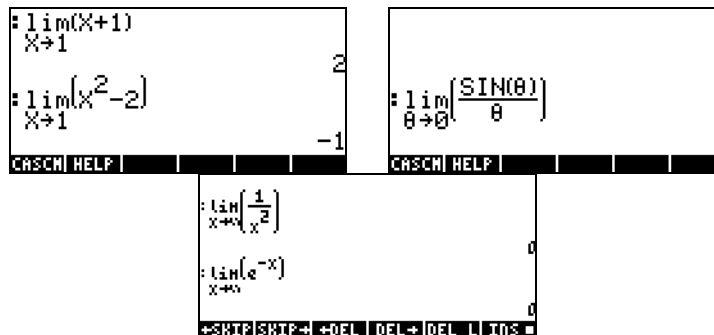 :lim(X+1)
X→1
2
:lim(X²-2)
X→1
-1
CASCM HELP
:lim(SIN(θ)/θ)
θ→0
CASCM HELP
:lim(1/x²)
X→∞
0
:lim(e^-X)
X→∞
0
←SKIP SKIP→ ←DEL DEL→ DEL L INS ■